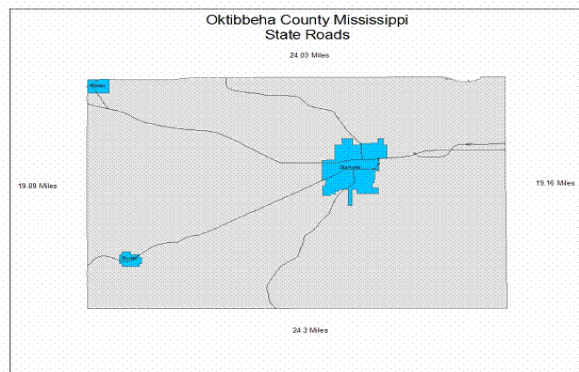 Oktibbeha County Mississippi
State Roads
24.03 Miles
19.09 Miles
19.16 Miles
24.3 Miles